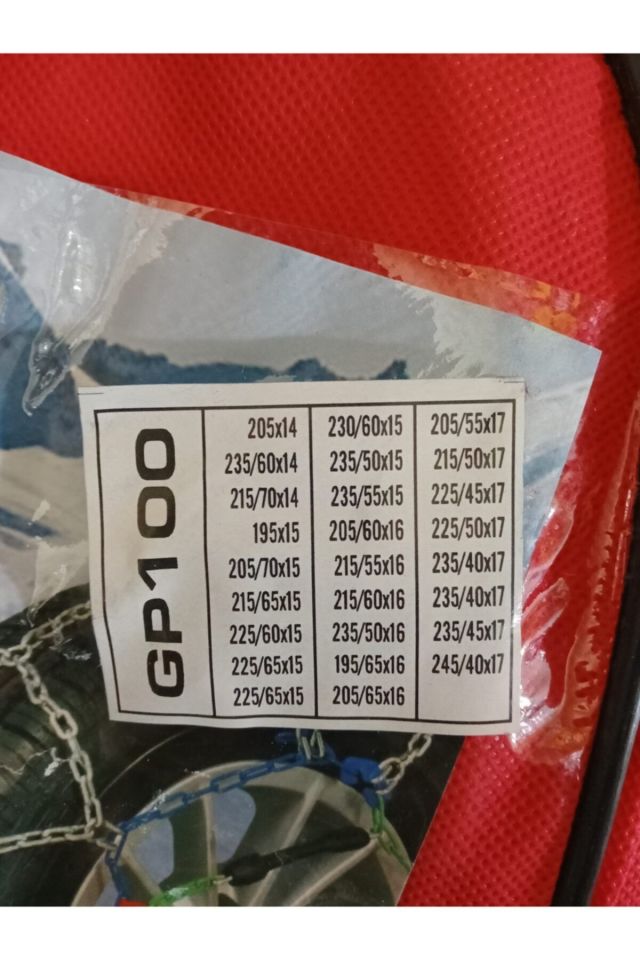 GP100
205x14
235/60x14
215/70x14
195x15
205/70x15
215/65x15
225/60x15
225/65x15
225/65x15
230/60x15
235/50x15
235/55x15
205/60x16
215/55x16
215/60x16
235/50x16
195/65x16
205/65x16
205/55x17
215/50x17
225/45x17
225/50x17
235/40x17
235/40x17
235/45x17
245/40x17